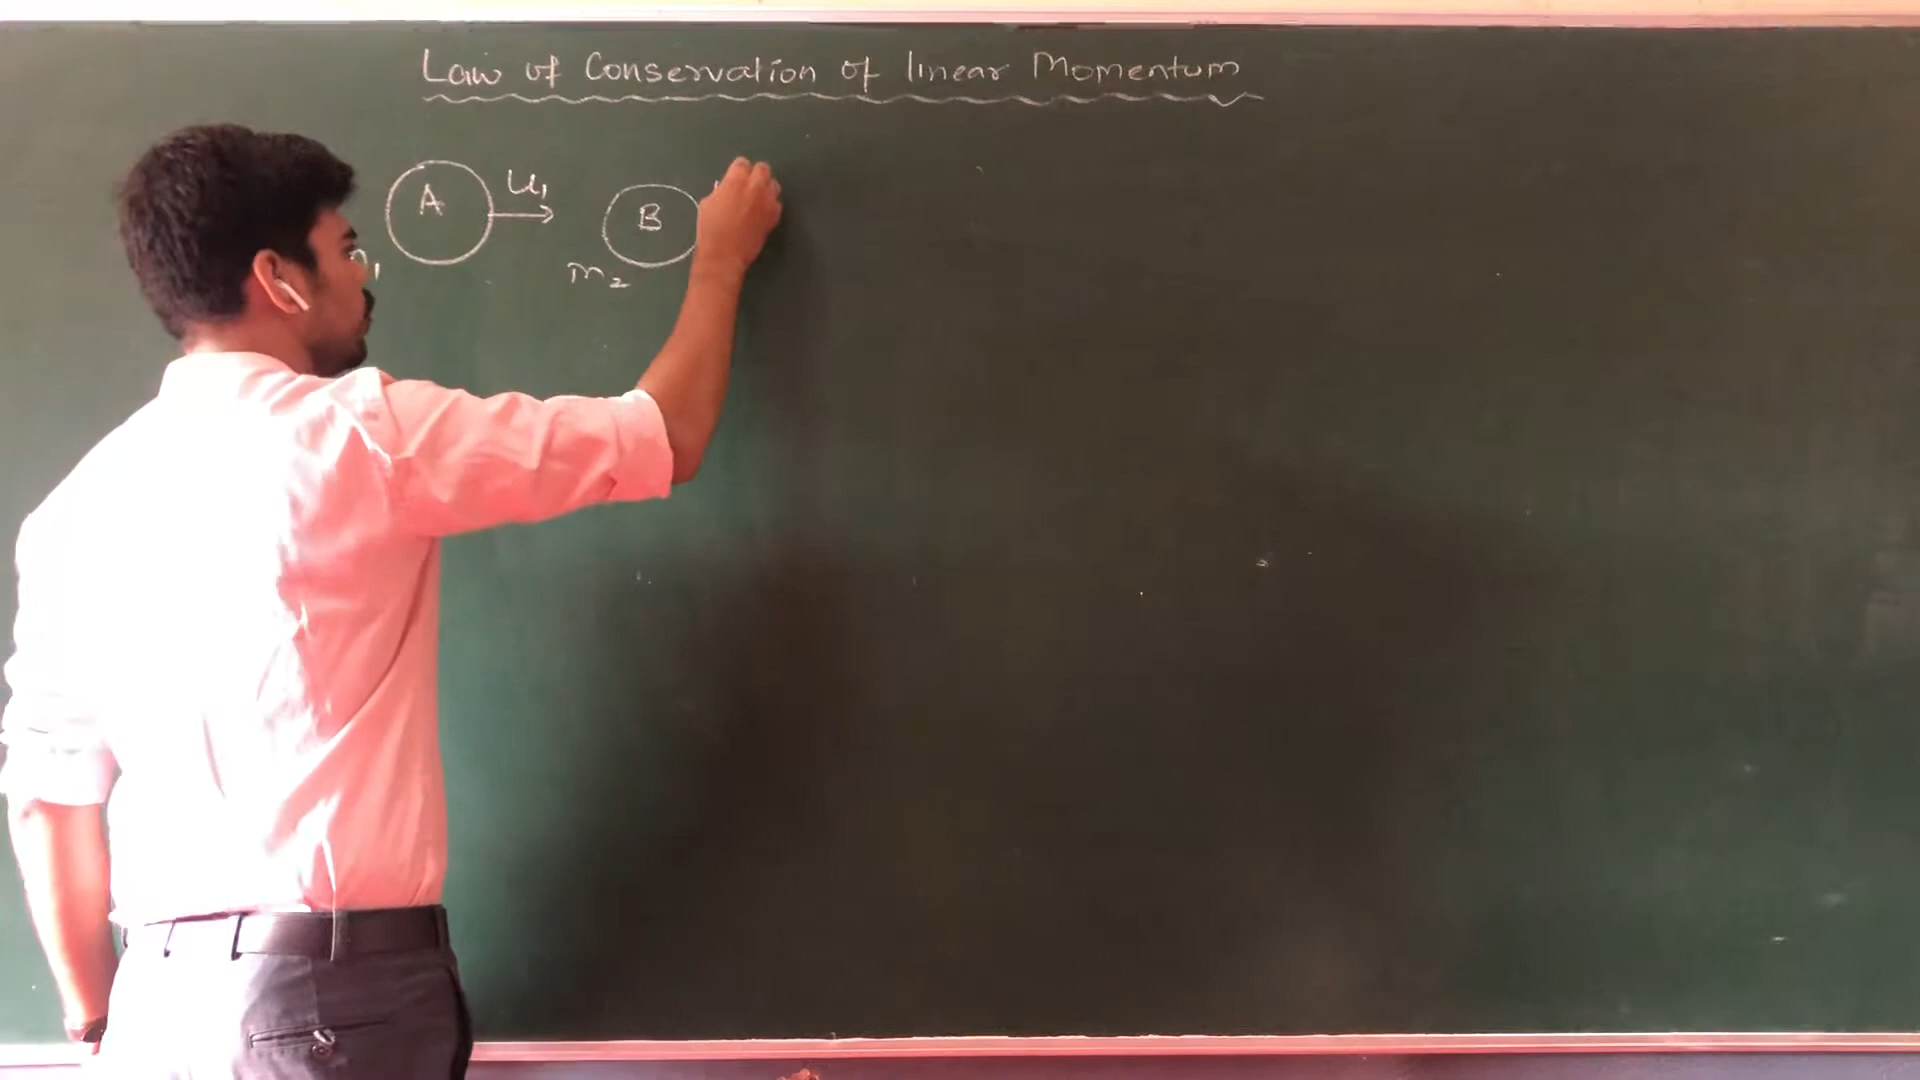 Law of Conservation of linear Momentum
A u₁ B
m₂